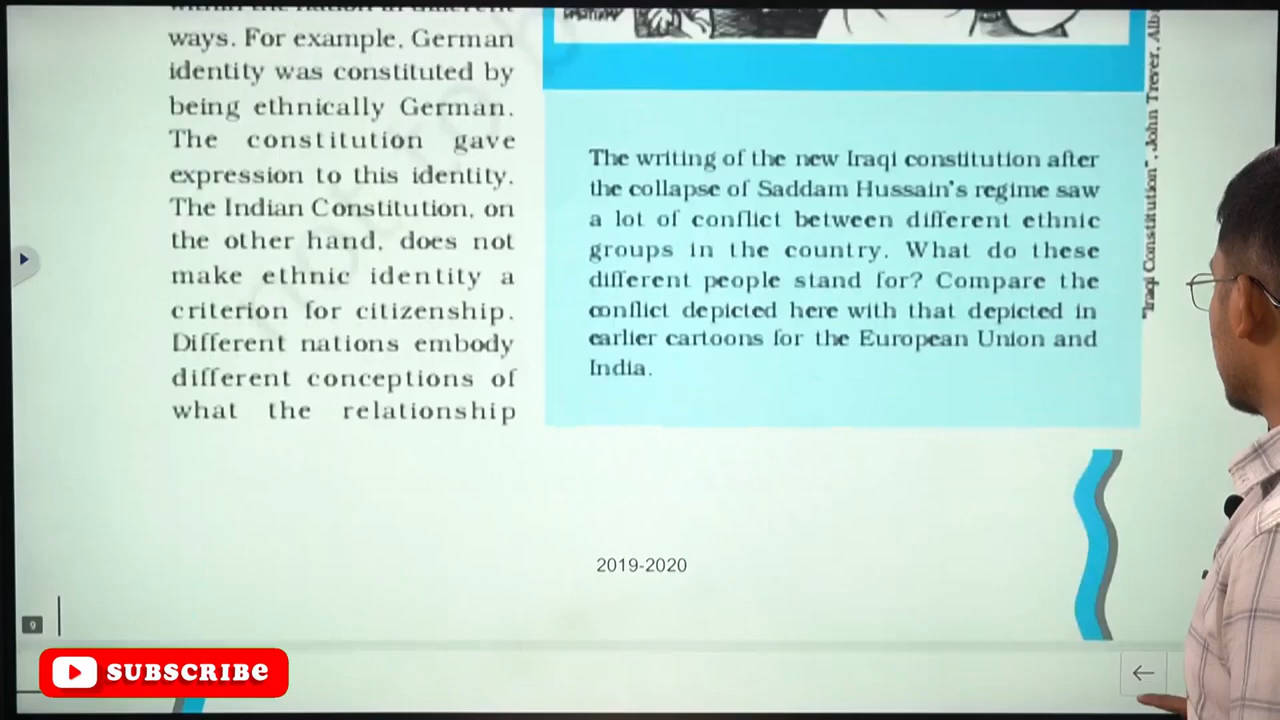 ways. For example, German
identity was constituted by
being ethnically German.
The constitution gave
expression to this identity.
The Indian Constitution, on
the other hand, does not
make ethnic identity a
criterion for citizenship.
Different nations embody
different conceptions of
what the relationship
The writing of the new Iraqi constitution after
the collapse of Saddam Hussain's regime saw
a lot of conflict between different ethnic
groups in the country. What do these
different people stand for? Compare the
conflict depicted here with that depicted in
earlier cartoons for the European Union and
India.
"Iraqi Constitution", John Trever,
2019-2020
9
SUBSCRIBE